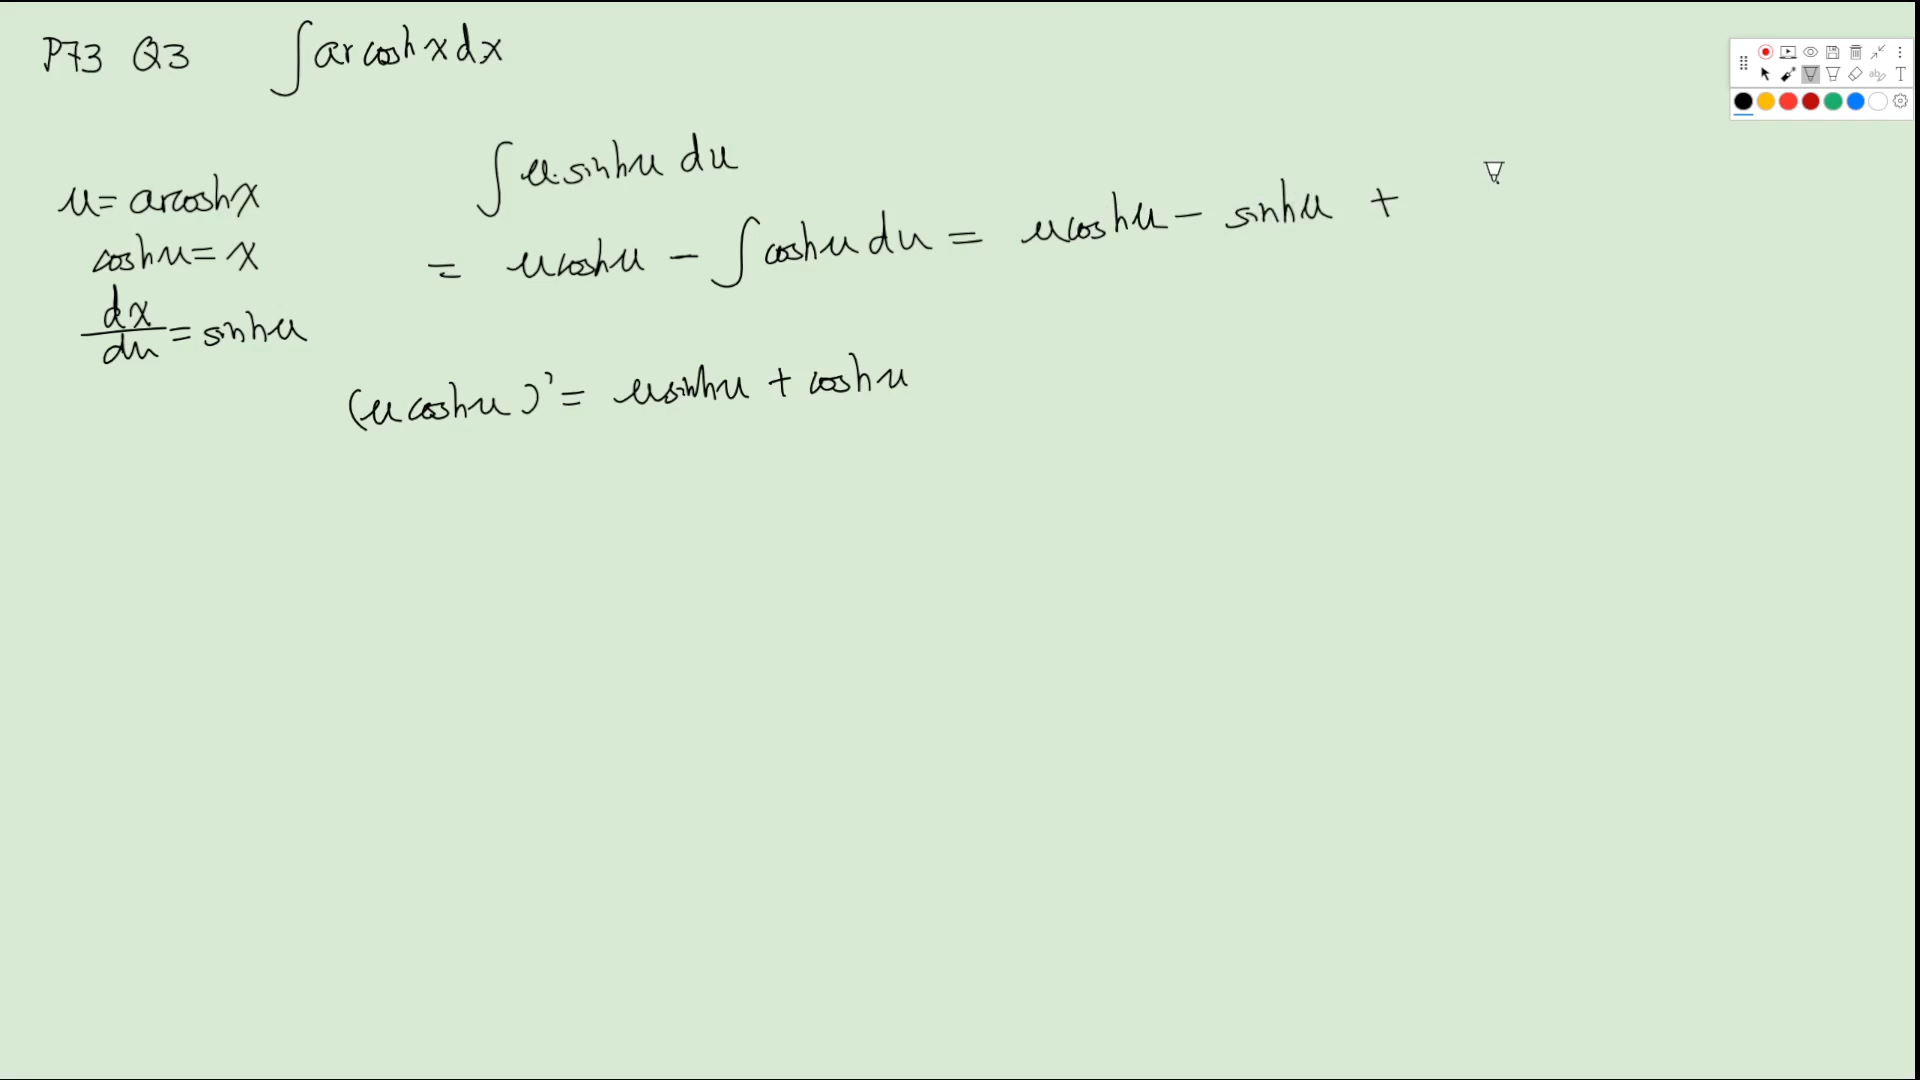 P73 Q3 ∫ arcosh x dx
∫ u·sinh u du
u = arcosh x
cosh u = x
= u cosh u - ∫ cosh u du = u cosh u - sinh u +
dx/du = sinh u
(u cosh u)' = u sinh u + cosh u